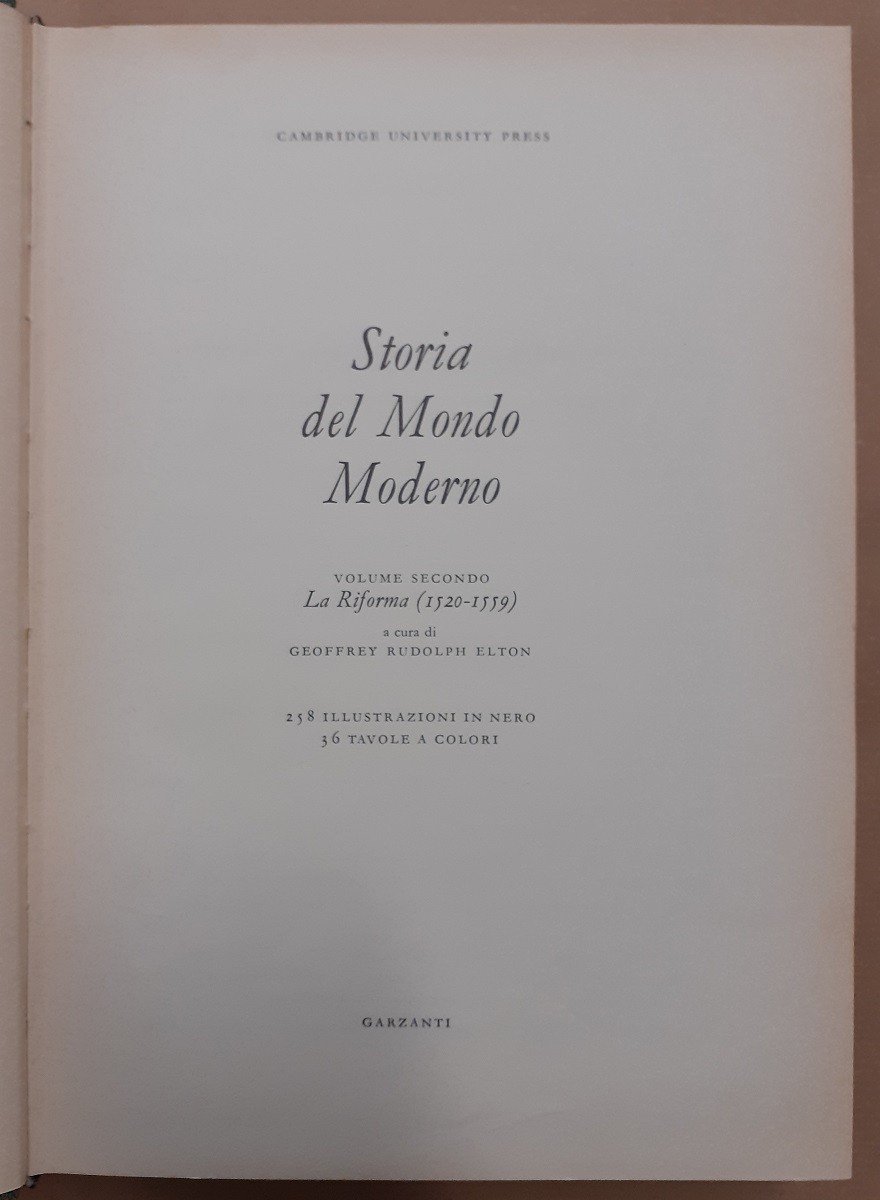 CAMBRIDGE UNIVERSITY PRESS
Storia
del Mondo
Moderno
VOLUME SECONDO
La Riforma (1520-1559)
a cura di
GEOFFREY RUDOLPH ELTON
258 ILLUSTRAZIONI IN NERO
36 TAVOLE A COLORI
GARZANTI